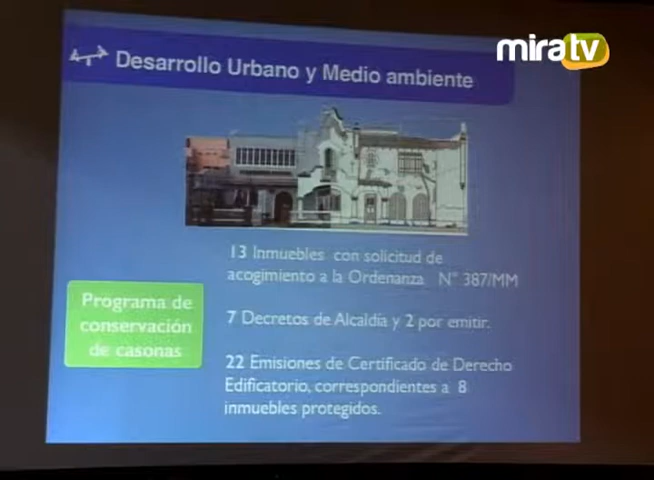 miratv
Desarrollo Urbano y Medio ambiente
13 Inmuebles con solicitud de
acogimiento a la Ordenanza N° 387/MM
Programa de
conservación
de casonas
7 Decretos de Alcaldía y 2 por emitir.
22 Emisiones de Certificado de Derecho
Edificatorio, correspondientes a 8
inmuebles protegidos.